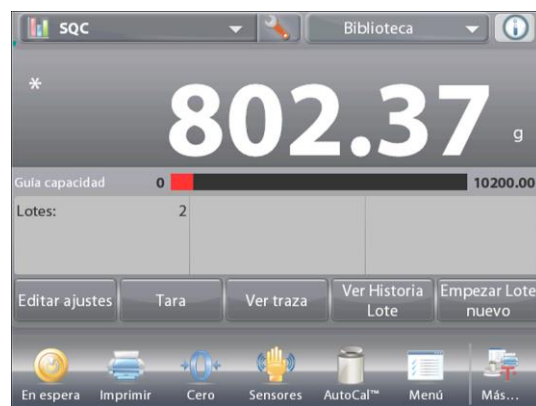 SQC
Biblioteca
*
802.37 g
Guía capacidad 0 10200.00
Lotes: 2
Editar ajustes
Tara
Ver traza
Ver Historia
Lote
Empezar Lote
nuevo
En espera
Imprimir
Cero
Sensores
AutoCal™
Menú
Más...